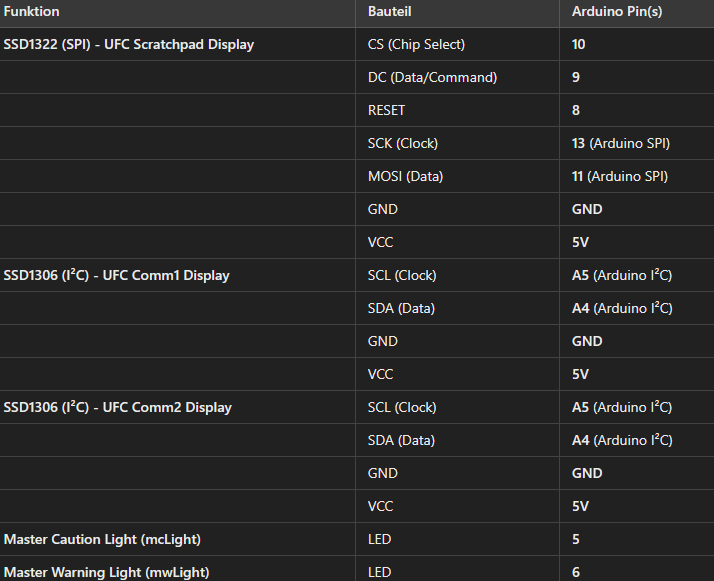 Funktion Bauteil Arduino Pin(s)
SSD1322 (SPI) - UFC Scratchpad Display CS (Chip Select) 10
DC (Data/Command) 9
RESET 8
SCK (Clock) 13 (Arduino SPI)
MOSI (Data) 11 (Arduino SPI)
GND GND
VCC 5V
SSD1306 (I²C) - UFC Comm1 Display SCL (Clock) A5 (Arduino I²C)
SDA (Data) A4 (Arduino I²C)
GND GND
VCC 5V
SSD1306 (I²C) - UFC Comm2 Display SCL (Clock) A5 (Arduino I²C)
SDA (Data) A4 (Arduino I²C)
GND GND
VCC 5V
Master Caution Light (mcLight) LED 5
Master Warning Light (mwLight) LED 6